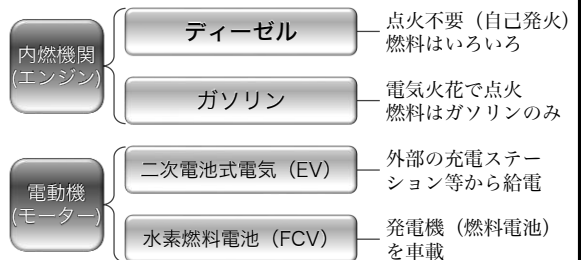 内燃機関
(エンジン)
ディーゼル
点火不要（自己発火）
燃料はいろいろ
ガソリン
電気火花で点火
燃料はガソリンのみ
電動機
(モーター)
二次電池式電気（EV）
外部の充電ステー
ション等から給電
水素燃料電池（FCV）
発電機（燃料電池）
を車載